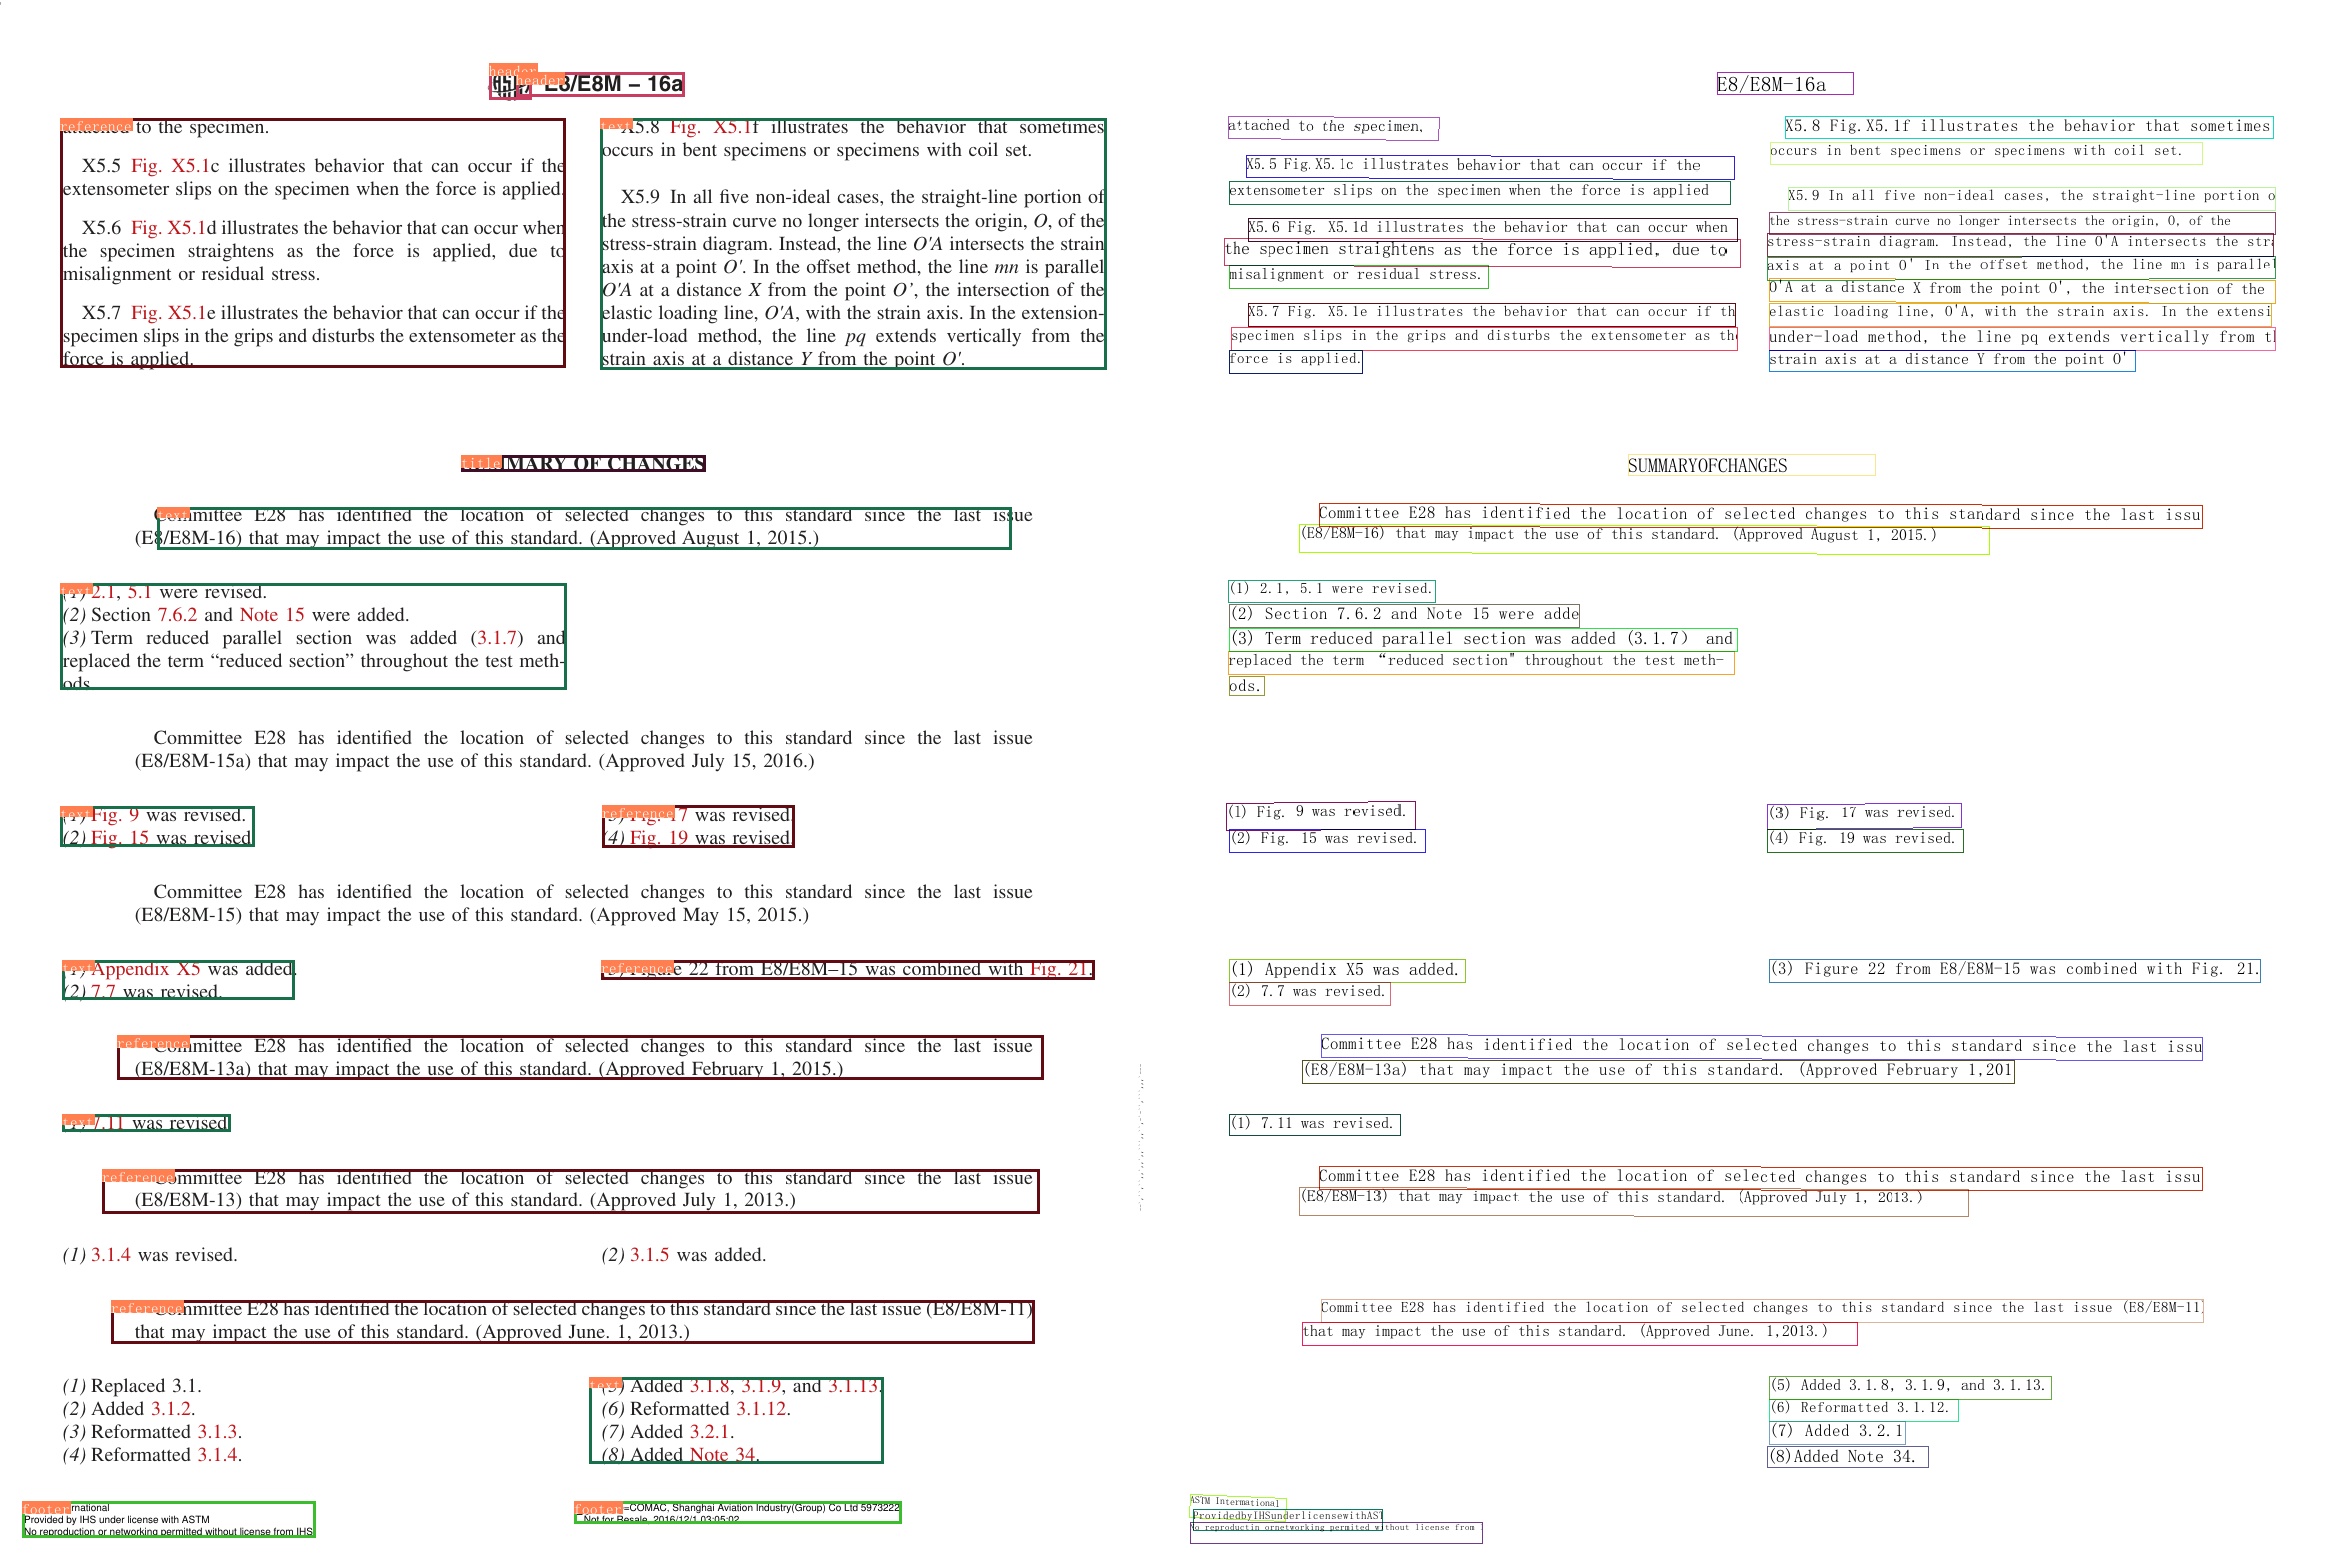 header
header E8/E8M – 16a
reference to the specimen.
X5.5 Fig. X5.1c illustrates behavior that can occur if the
extensometer slips on the specimen when the force is applied.
X5.6 Fig. X5.1d illustrates the behavior that can occur when
the specimen straightens as the force is applied, due to
misalignment or residual stress.
X5.7 Fig. X5.1e illustrates the behavior that can occur if the
specimen slips in the grips and disturbs the extensometer as the
force is applied.
text X5.8 Fig. X5.1f illustrates the behavior that sometimes
occurs in bent specimens or specimens with coil set.
X5.9 In all five non-ideal cases, the straight-line portion of
the stress-strain curve no longer intersects the origin, O, of the
stress-strain diagram. Instead, the line O'A intersects the strain
axis at a point O'. In the offset method, the line mn is parallel
O'A at a distance X from the point O’, the intersection of the
elastic loading line, O'A, with the strain axis. In the extension-
under-load method, the line pq extends vertically from the
strain axis at a distance Y from the point O'.
title MARY OF CHANGES
text Committee E28 has identified the location of selected changes to this standard since the last issue
(E8/E8M-16) that may impact the use of this standard. (Approved August 1, 2015.)
text (1) 2.1, 5.1 were revised.
(2) Section 7.6.2 and Note 15 were added.
(3) Term reduced parallel section was added (3.1.7) and
replaced the term “reduced section” throughout the test meth-
ods.
Committee E28 has identified the location of selected changes to this standard since the last issue
(E8/E8M-15a) that may impact the use of this standard. (Approved July 15, 2016.)
text (1) Fig. 9 was revised.
(2) Fig. 15 was revised.
reference (3) Fig. 17 was revised.
(4) Fig. 19 was revised.
Committee E28 has identified the location of selected changes to this standard since the last issue
(E8/E8M-15) that may impact the use of this standard. (Approved May 15, 2015.)
text (1) Appendix X5 was added.
(2) 7.7 was revised.
reference (3) Figure 22 from E8/E8M–15 was combined with Fig. 21.
reference Committee E28 has identified the location of selected changes to this standard since the last issue
(E8/E8M-13a) that may impact the use of this standard. (Approved February 1, 2015.)
text (1) 7.11 was revised.
reference Committee E28 has identified the location of selected changes to this standard since the last issue
(E8/E8M-13) that may impact the use of this standard. (Approved July 1, 2013.)
(1) 3.1.4 was revised.
(2) 3.1.5 was added.
reference Committee E28 has identified the location of selected changes to this standard since the last issue (E8/E8M-11)
that may impact the use of this standard. (Approved June. 1, 2013.)
(1) Replaced 3.1.
(2) Added 3.1.2.
(3) Reformatted 3.1.3.
(4) Reformatted 3.1.4.
text (5) Added 3.1.8, 3.1.9, and 3.1.13.
(6) Reformatted 3.1.12.
(7) Added 3.2.1.
(8) Added Note 34.
footer rnational
Provided by IHS under license with ASTM
No reproduction or networking permitted without license from IHS
footer =COMAC, Shanghai Aviation Industry(Group) Co Ltd 5973222
Not for Resale, 2016/12/1 03:05:02
E8/E8M-16a
attached to the specimen,
X5.5 Fig.X5.1c illustrates behavior that can occur if the
extensometer slips on the specimen when the force is applied
X5.6 Fig. X5.1d illustrates the behavior that can occur when
the specimen straightens as the force is applied, due to
misalignment or residual stress.
X5.7 Fig. X5.1e illustrates the behavior that can occur if th
specimen slips in the grips and disturbs the extensometer as the
force is applied.
X5.8 Fig.X5.1f illustrates the behavior that sometimes
occurs in bent specimens or specimens with coil set.
X5.9 In all five non-ideal cases, the straight-line portion o
the stress-strain curve no longer intersects the origin, O, of the
stress-strain diagram. Instead, the line O'A intersects the stra
axis at a point O' In the offset method, the line mn is parallel
O'A at a distance X from the point O', the intersection of the
elastic loading line, O'A, with the strain axis. In the extensi
under-load method, the line pq extends vertically from th
strain axis at a distance Y from the point O'
SUMMARYOFCHANGES
Committee E28 has identified the location of selected changes to this standard since the last issu
(E8/E8M-16) that may impact the use of this standard. (Approved August 1, 2015.)
(1) 2.1, 5.1 were revised.
(2) Section 7.6.2 and Note 15 were adde
(3) Term reduced parallel section was added (3.1.7) and
replaced the term “reduced section" throughout the test meth-
ods.
(1) Fig. 9 was revised.
(2) Fig. 15 was revised.
(3) Fig. 17 was revised.
(4) Fig. 19 was revised.
(1) Appendix X5 was added.
(2) 7.7 was revised.
(3) Figure 22 from E8/E8M-15 was combined with Fig. 21.
Committee E28 has identified the location of selected changes to this standard since the last issu
(E8/E8M-13a) that may impact the use of this standard. (Approved February 1,201
(1) 7.11 was revised.
Committee E28 has identified the location of selected changes to this standard since the last issu
(E8/E8M-13) that may impact the use of this standard. (Approved July 1, 2013.)
Committee E28 has identified the location of selected changes to this standard since the last issue (E8/E8M-11)
that may impact the use of this standard. (Approved June. 1,2013.)
(5) Added 3.1.8, 3.1.9, and 3.1.13.
(6) Reformatted 3.1.12.
(7) Added 3.2.1
(8)Added Note 34.
ASTM International
ProvidedbyIHSunderlicensewithAST
No reproductin ornetworking permited without license from